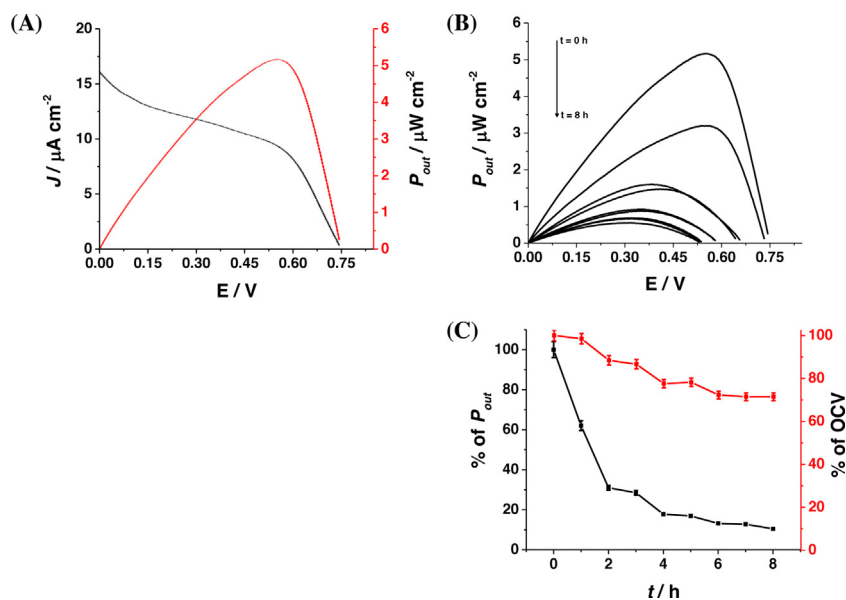 (A)
20
15
10
5
0
J / µA cm-2
6
5
4
3
2
1
0
Pout / µW cm-2
0.00 0.15 0.30 0.45 0.60 0.75
E / V
(B)
6
5
4
3
2
1
0
Pout / µW cm-2
t = 0 h
t = 8 h
0.00 0.15 0.30 0.45 0.60 0.75
E / V
(C)
100
80
60
40
20
0
% of Pout
100
80
60
40
20
0
% of OCV
0 2 4 6 8
t / h